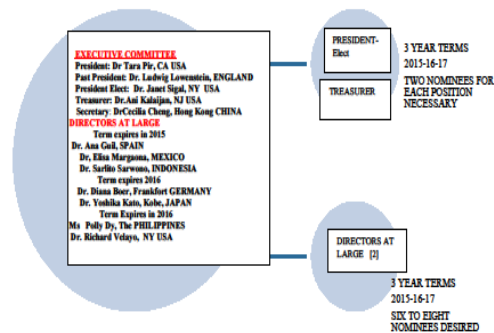 EXECUTIVE COMMITTEE
President: Dr Tara Pir, CA USA
Past President: Dr. Ludwig Lowenstein, ENGLAND
President Elect: Dr. Janet Sigal, NY USA
Treasurer: Dr.Ani Kalaijan, NJ USA
Secretary: DrCecilia Cheng, Hong Kong CHINA
DIRECTORS AT LARGE
Term expires in 2015
Dr. Ana Guil, SPAIN
Dr, Elisa Margaona, MEXICO
Dr. Sarlito Sarwono, INDONESIA
Term expires 2016
Dr. Diana Boer, Frankfort GERMANY
Dr. Yoshika Kato, Kobe, JAPAN
Term Expires in 2016
Ms Polly Dy, The PHILIPPINES
Dr. Richard Velayo, NY USA
PRESIDENT-
Elect
TREASURER
3 YEAR TERMS
2015-16-17
TWO NOMINEES FOR
EACH POSITION
NECESSARY
DIRECTORS AT
LARGE [2]
3 YEAR TERMS
2015-16-17
SIX TO EIGHT
NOMINEES DESIRED